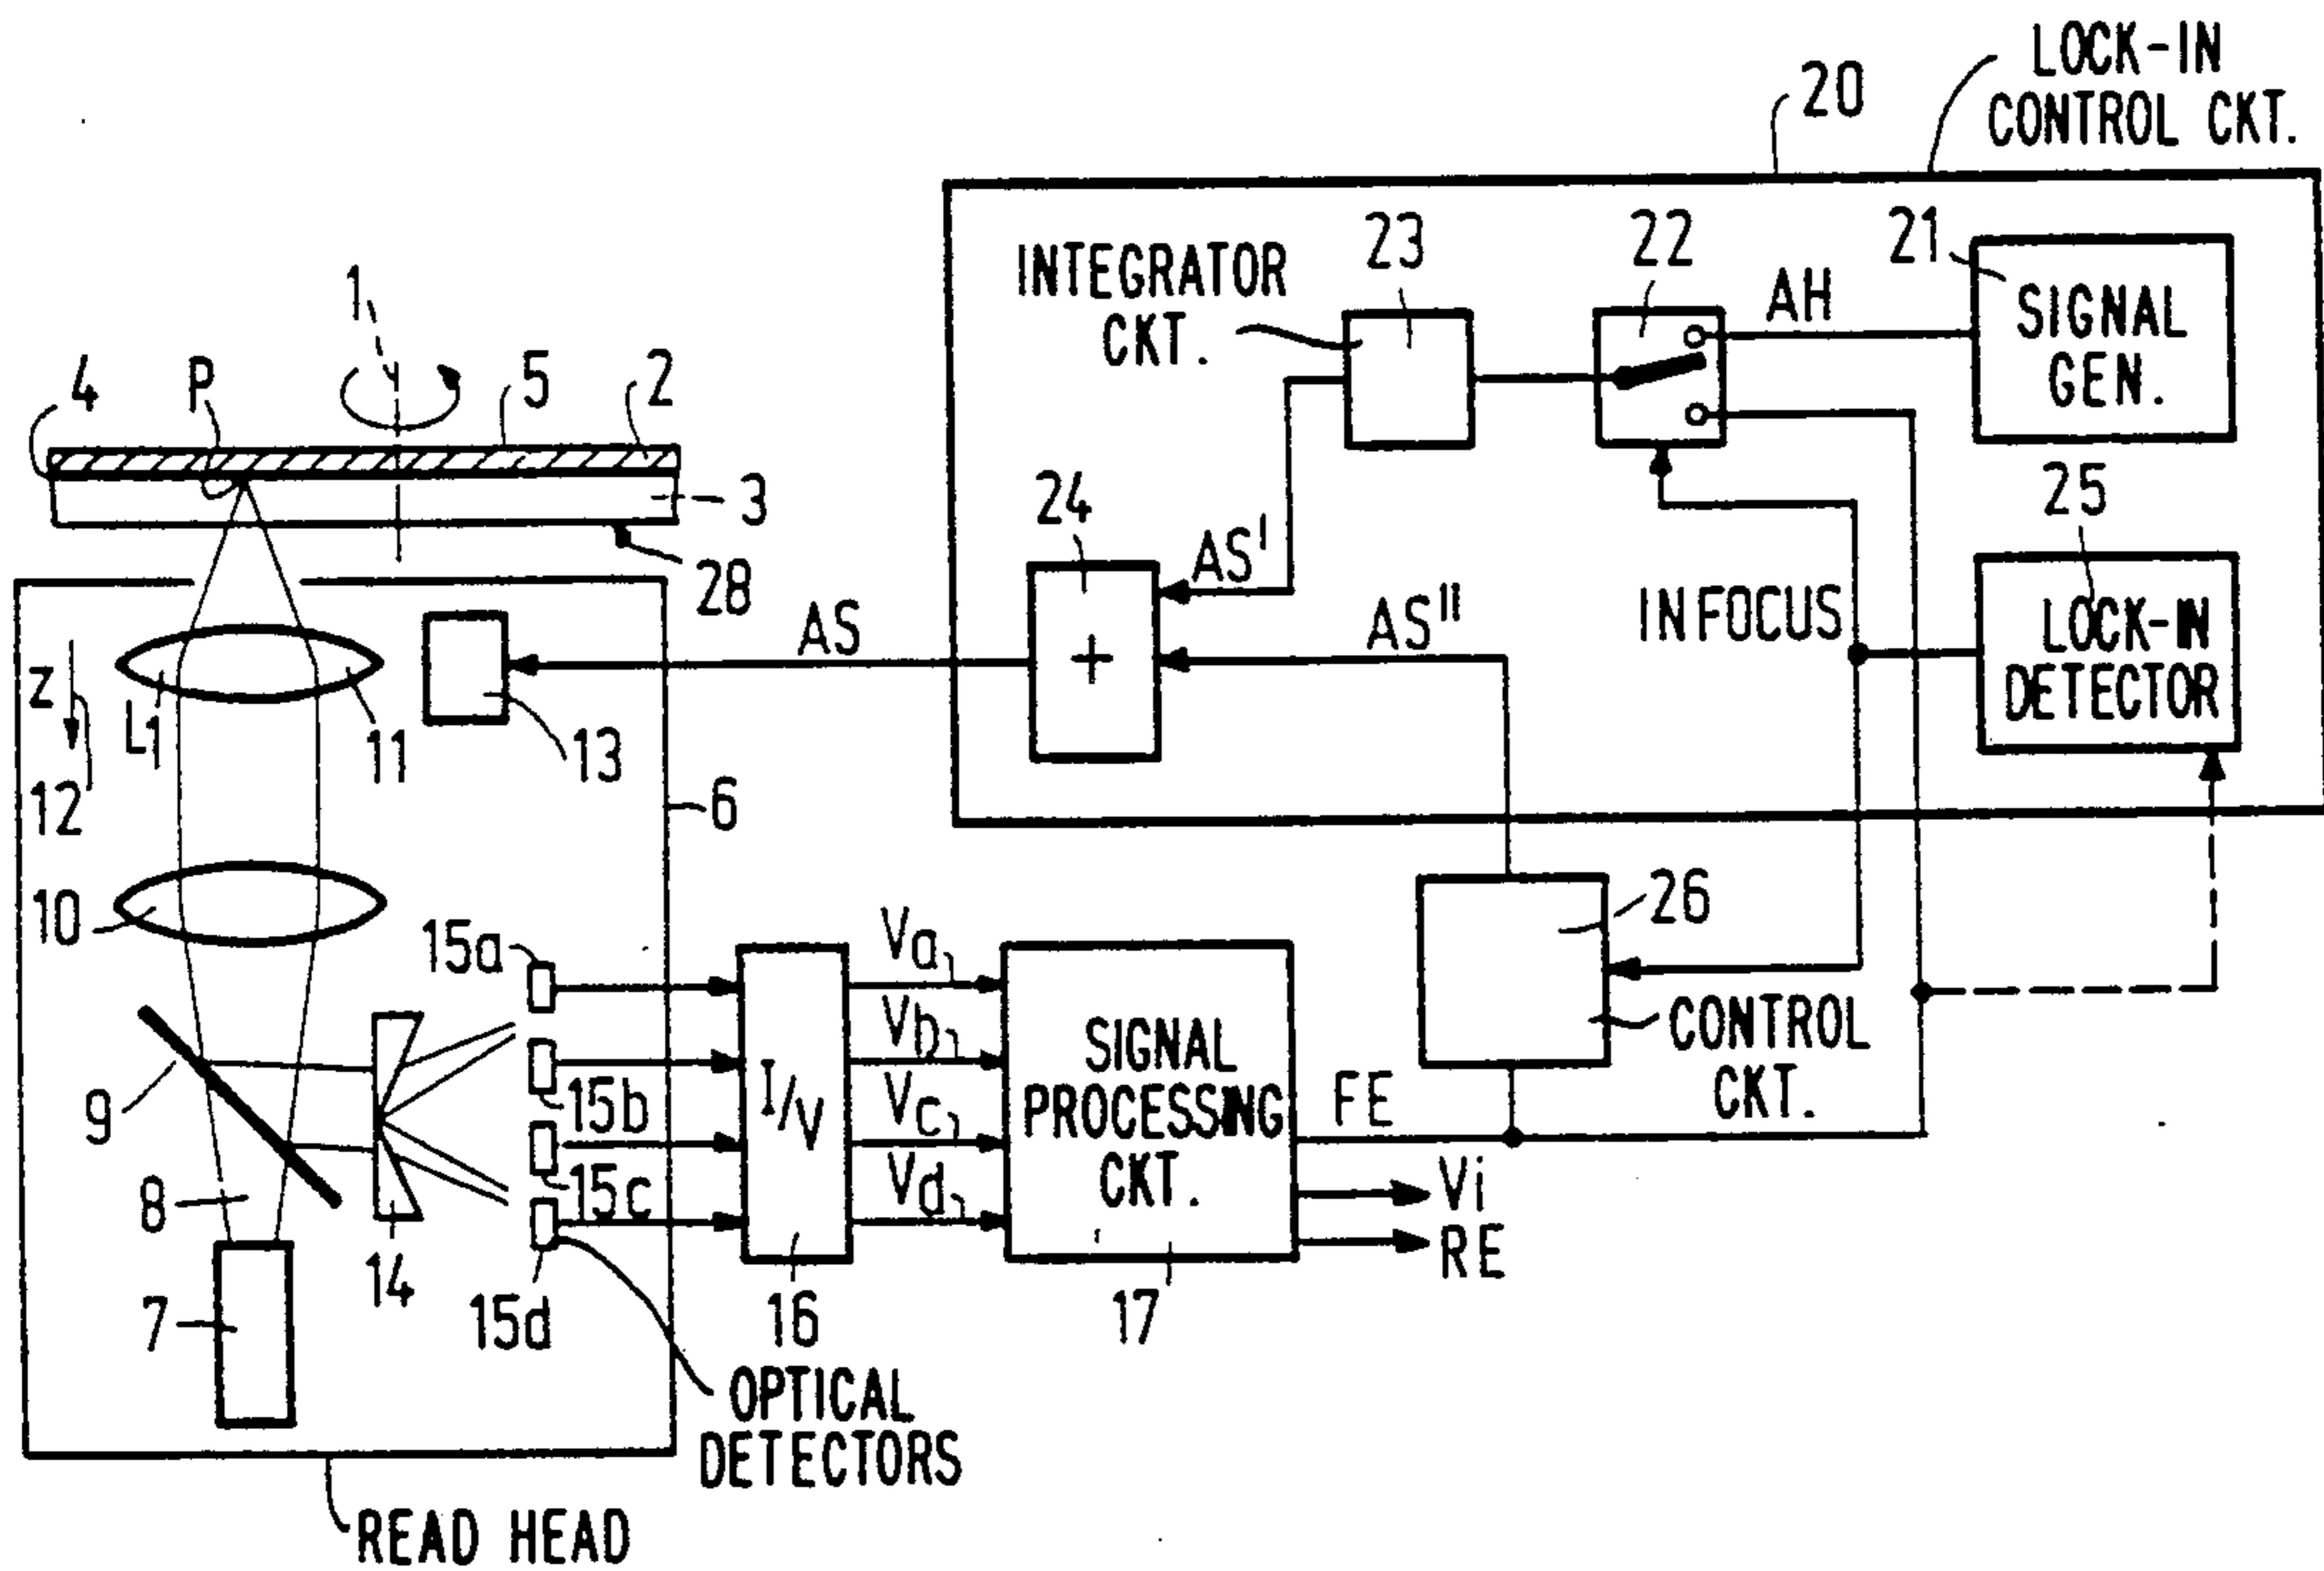 LOCK-IN
CONTROL CKT.
20
INTEGRATOR
CKT.
23
22
21
AH
SIGNAL
GEN.
1
4
P
5
2
3
28
24
AS'
AS''
AS
IN FOCUS
25
LOCK-IN
DETECTOR
Z
L1
11
12
13
6
10
26
CONTROL
CKT.
15a
15b
15c
15d
Va
Vb
Vc
Vd
I/V
SIGNAL
PROCESSING
CKT.
FE
Vi
RE
9
8
14
7
16
17
OPTICAL
DETECTORS
READ HEAD